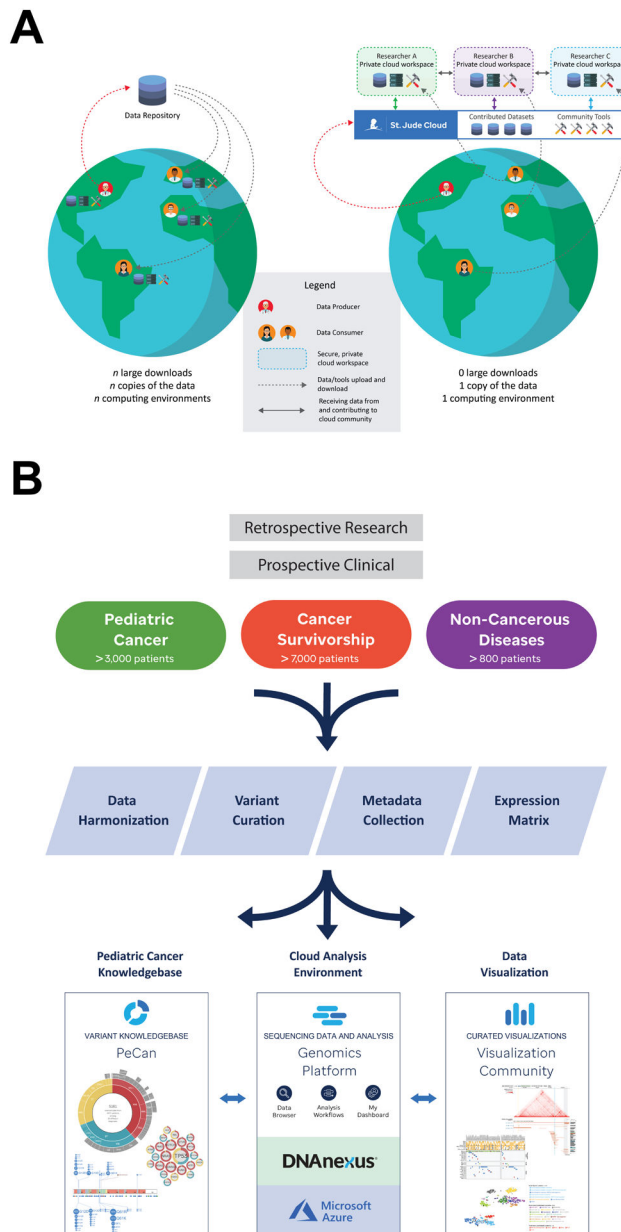 A
Researcher A
Private cloud workspace
Researcher B
Private cloud workspace
Researcher C
Private cloud workspace
Data Repository
St. Jude Cloud
Contributed Datasets
Community Tools
Legend
Data Producer
Data Consumer
Secure, private
cloud workspace
Data/tools upload and
download
Receiving data from
and contributing to
cloud community
n large downloads
n copies of the data
n computing environments
0 large downloads
1 copy of the data
1 computing environment
B
Retrospective Research
Prospective Clinical
Pediatric
Cancer
>3,000 patients
Cancer
Survivorship
>7,000 patients
Non-Cancerous
Diseases
>800 patients
Data
Harmonization
Variant
Curation
Metadata
Collection
Expression
Matrix
Pediatric Cancer
Knowledgebase
Cloud Analysis
Environment
Data
Visualization
VARIANT KNOWLEDGEBASE
PeCan
SEQUENCING DATA AND ANALYSIS
Genomics
Platform
Data
Browser
Analysis
Workflows
My
Dashboard
DNAnexus
Microsoft
Azure
CURATED VISUALIZATIONS
Visualization
Community
TP53